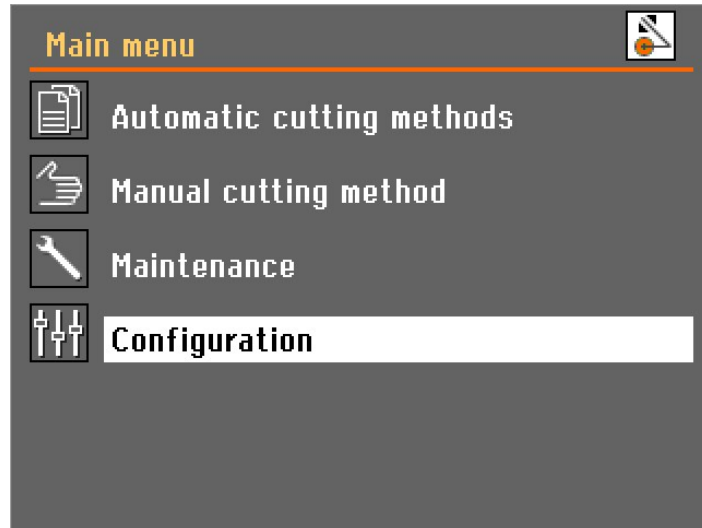 Main menu
Automatic cutting methods
Manual cutting method
Maintenance
Configuration